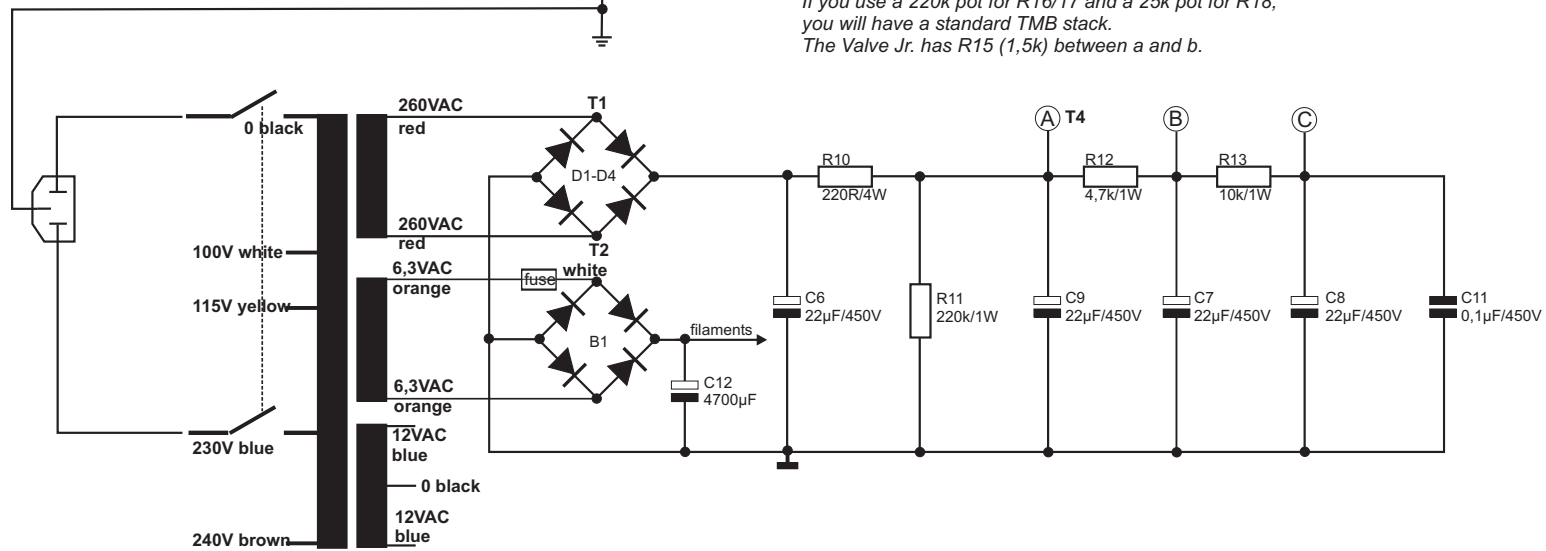 If you use a 220k pot for R16/17 and a 25k pot for R18,
you will have a standard TMB stack.
The Valve Jr. has R15 (1,5k) between a and b.
0 black
100V white
115V yellow
230V blue
240V brown
260VAC
red
260VAC
red
6,3VAC
orange
6,3VAC
orange
12VAC
blue
0 black
12VAC
blue
T1
D1-D4
T2
white
fuse
B1
filaments
C12
4700µF
R10
220R/4W
C6
22µF/450V
R11
220k/1W
A T4
C9
22µF/450V
R12
4,7k/1W
B
C7
22µF/450V
R13
10k/1W
C
C8
22µF/450V
C11
0,1µF/450V